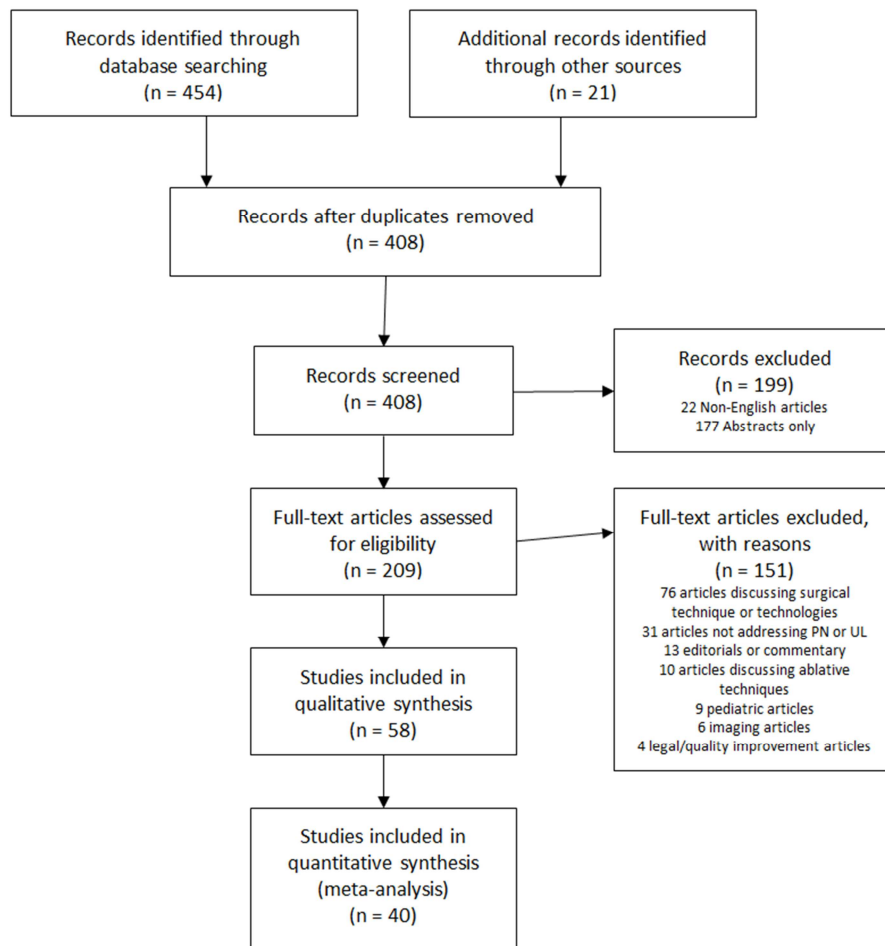 Records identified through
database searching
(n = 454)
Additional records identified
through other sources
(n = 21)
Records after duplicates removed
(n = 408)
Records screened
(n = 408)
Records excluded
(n = 199)
22 Non-English articles
177 Abstracts only
Full-text articles assessed
for eligibility
(n = 209)
Full-text articles excluded,
with reasons
(n = 151)
76 articles discussing surgical
technique or technologies
31 articles not addressing PN or UL
13 editorials or commentary
10 articles discussing ablative
techniques
9 pediatric articles
6 imaging articles
4 legal/quality improvement articles
Studies included in
qualitative synthesis
(n = 58)
Studies included in
quantitative synthesis
(meta-analysis)
(n = 40)